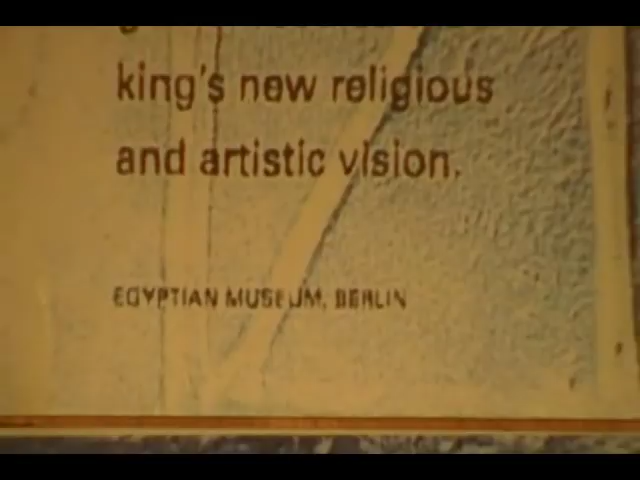 king's new religious
and artistic vision.
EGYPTIAN MUSEUM, BERLIN